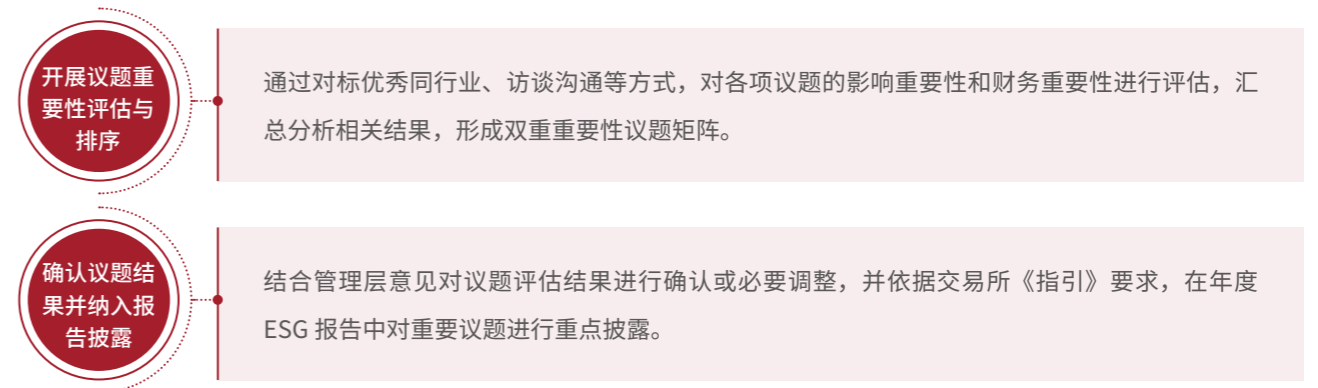 开展议题重
要性评估与
排序
通过对标优秀同行业、访谈沟通等方式，对各项议题的影响重要性和财务重要性进行评估，汇
总分析相关结果，形成双重重要性议题矩阵。
确认议题结
果并纳入报
告披露
结合管理层意见对议题评估结果进行确认或必要调整，并依据交易所《指引》要求，在年度
ESG 报告中对重要议题进行重点披露。